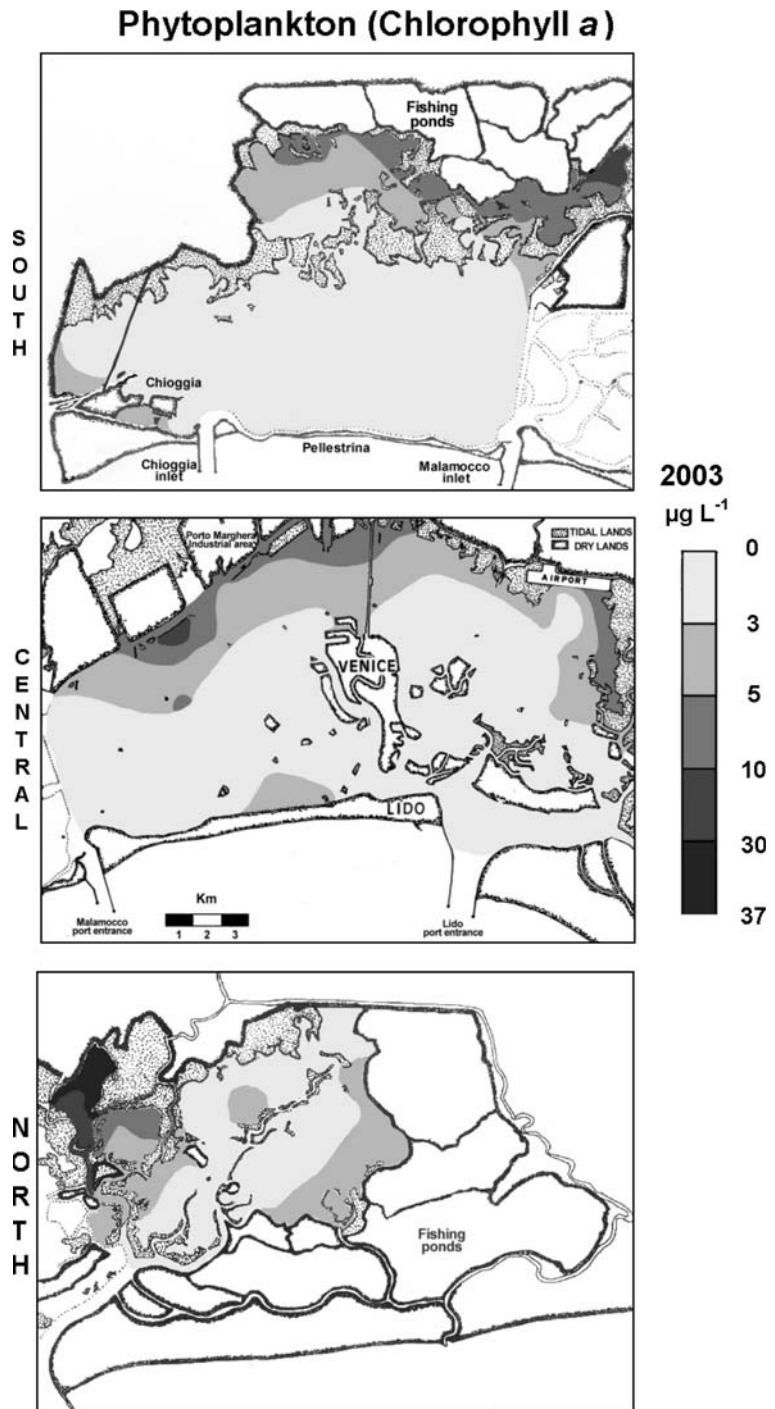 Phytoplankton (Chlorophyll a)
SOUTH
Fishing
ponds
Chioggia
Chioggia
inlet
Pellestrina
Malamocco
inlet
2003
µg L-1
0
3
5
10
30
37
CENTRAL
Porto Marghera
Industrial area
TIDAL LANDS
DRY LANDS
AIRPORT
VENICE
LIDO
Km
1 2 3
Malamocco
port entrance
Lido
port entrance
NORTH
Fishing
ponds